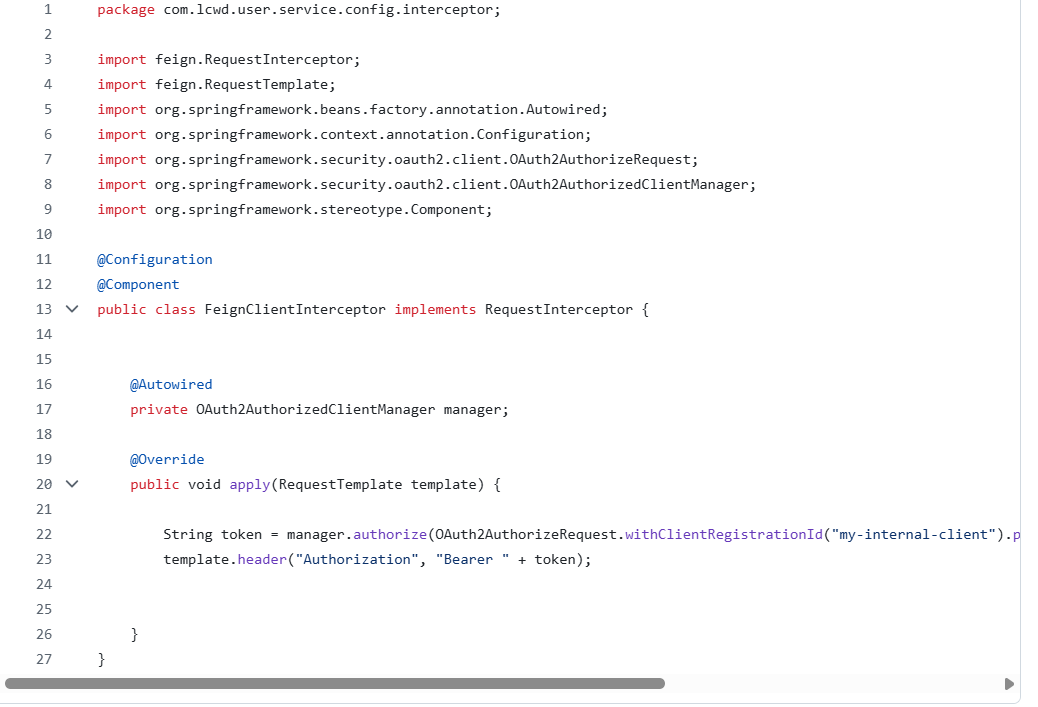 1 package com.lcwd.user.service.config.interceptor;
2
3 import feign.RequestInterceptor;
4 import feign.RequestTemplate;
5 import org.springframework.beans.factory.annotation.Autowired;
6 import org.springframework.context.annotation.Configuration;
7 import org.springframework.security.oauth2.client.OAuth2AuthorizeRequest;
8 import org.springframework.security.oauth2.client.OAuth2AuthorizedClientManager;
9 import org.springframework.stereotype.Component;
10
11 @Configuration
12 @Component
13 public class FeignClientInterceptor implements RequestInterceptor {
14
15
16 @Autowired
17 private OAuth2AuthorizedClientManager manager;
18
19 @Override
20 public void apply(RequestTemplate template) {
21
22 String token = manager.authorize(OAuth2AuthorizeRequest.withClientRegistrationId("my-internal-client").p
23 template.header("Authorization", "Bearer " + token);
24
25
26 }
27 }